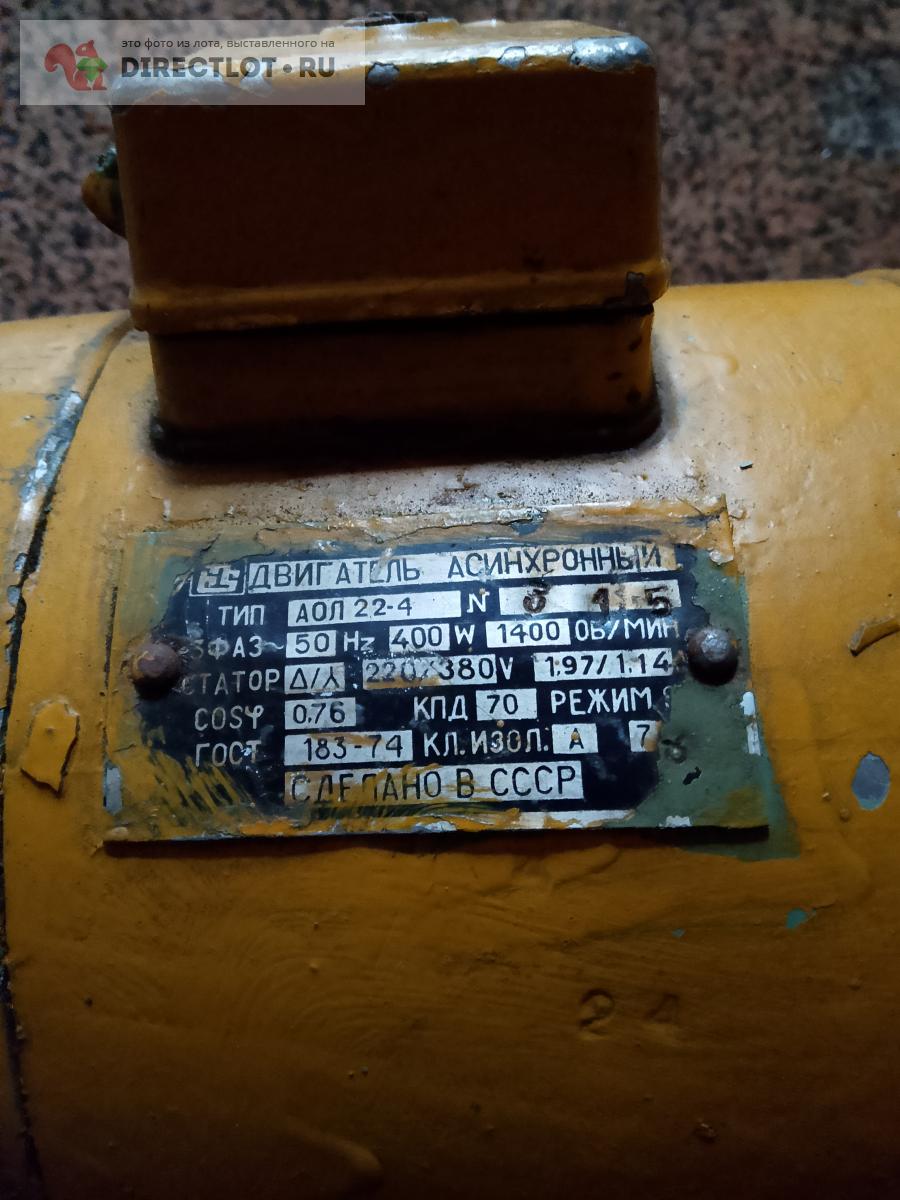 это фото из лота, выставленного на
DIRECTLOT•RU
ДВИГАТЕЛЬ АСИНХРОННЫЙ
ТИП АОЛ 22-4 N
3ФАЗ~ 50 Hz 400 W 1400 ОБ/МИН
СТАТОР Δ/⅄ 220/380V 1,97/1,14
COSφ 0,76 КПД 70 РЕЖИМ
ГОСТ 183-74 КЛ.ИЗОЛ: А
СДЕЛАНО В СССР
24